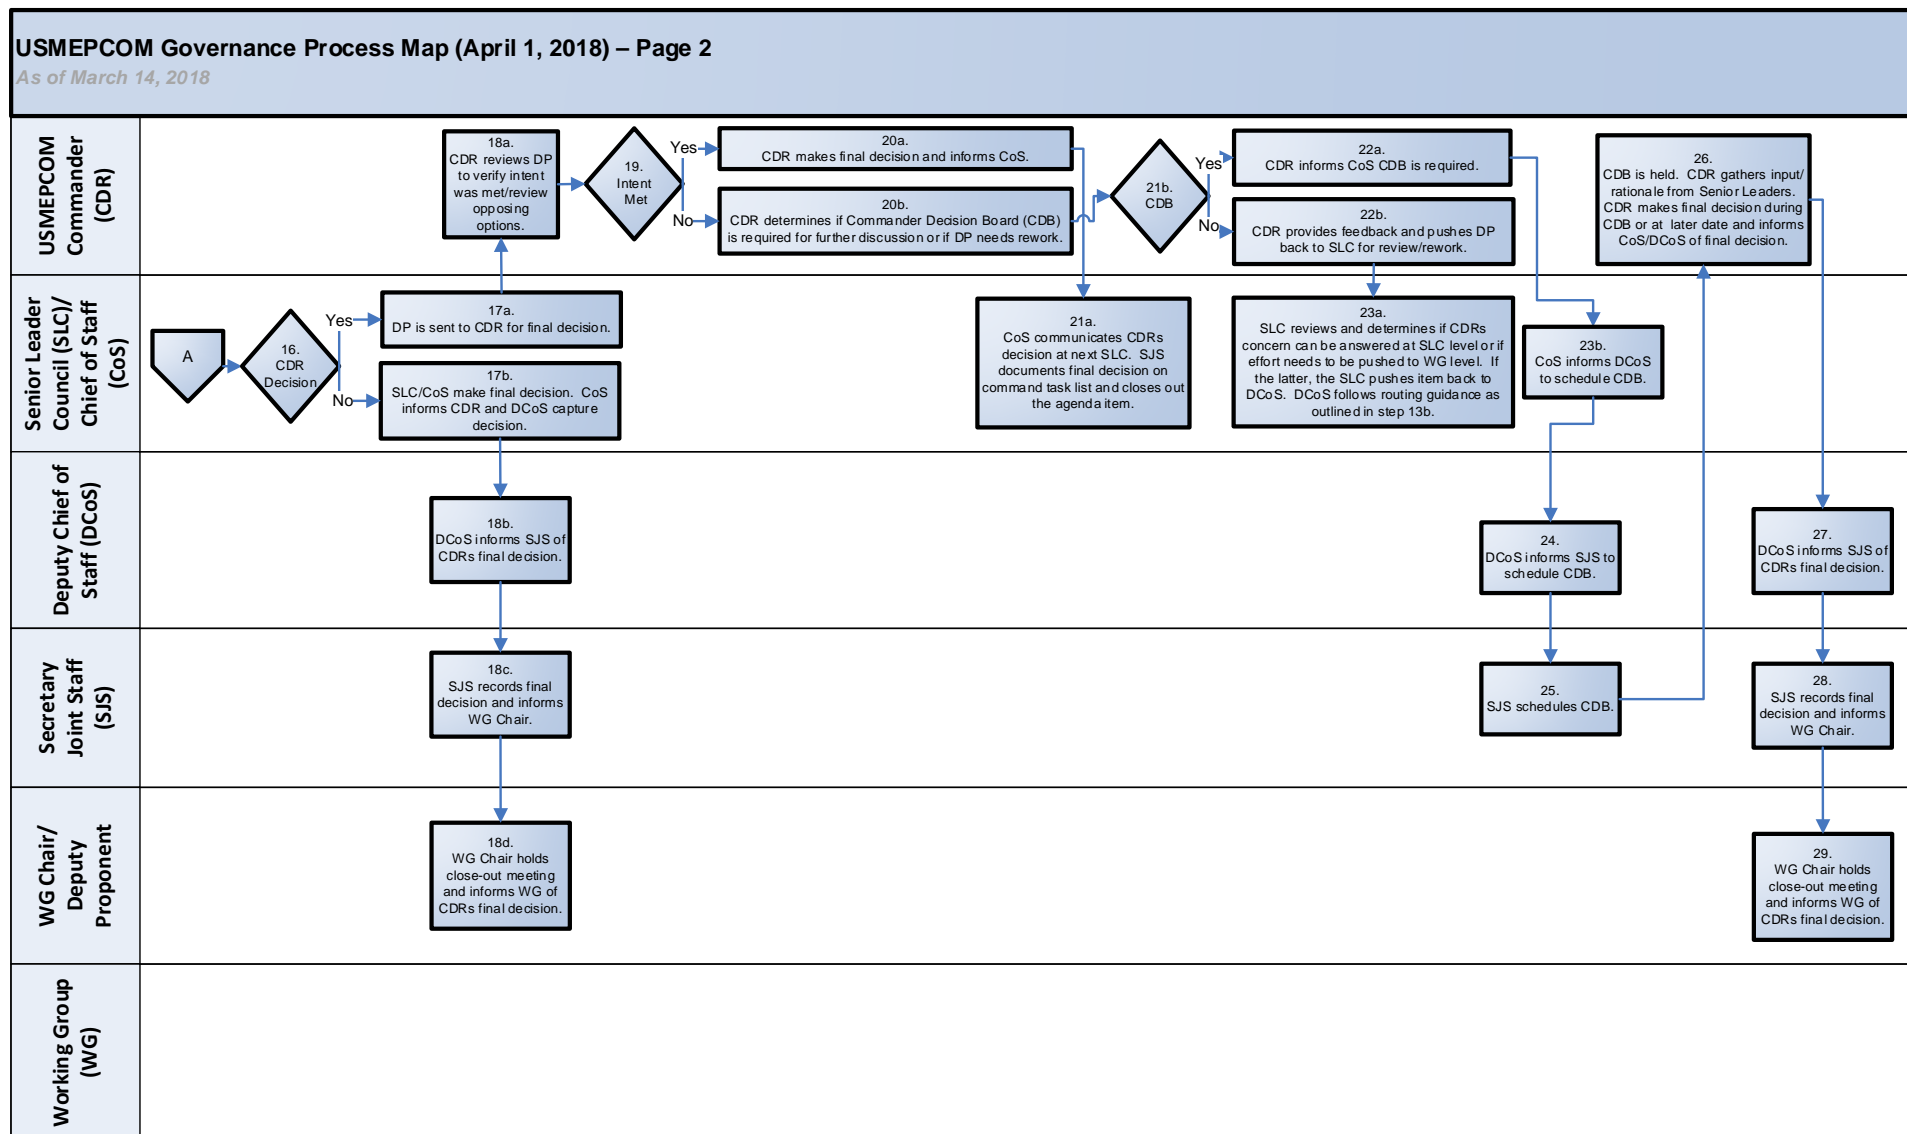 USMEPCOM Governance Process Map (April 1, 2018) – Page 2
As of March 14, 2018
USMEPCOM
Commander
(CDR)
18a.
CDR reviews DP
to verify intent
was met/review
opposing
options.
19.
Intent
Met
Yes
No
20a.
CDR makes final decision and informs CoS.
20b.
CDR determines if Commander Decision Board (CDB)
is required for further discussion or if DP needs rework.
21b.
CDB
Yes
No
22a.
CDR informs CoS CDB is required.
22b.
CDR provides feedback and pushes DP
back to SLC for review/rework.
26.
CDB is held.  CDR gathers input/
rationale from Senior Leaders.
CDR makes final decision during
CDB or at  later date and informs
CoS/DCoS of final decision.
Senior Leader
Council (SLC)/
Chief of Staff
(CoS)
A
16.
CDR
Decision
Yes
No
17a.
DP is sent to CDR for final decision.
17b.
SLC/CoS make final decision.  CoS
informs CDR and DCoS capture
decision.
21a.
CoS communicates CDRs
decision at next SLC.  SJS
documents final decision on
command task list and closes out
the agenda item.
23a.
SLC reviews and determines if CDRs
concern can be answered at SLC level or if
effort needs to be pushed to WG level.  If
the latter, the SLC pushes item back to
DCoS.  DCoS follows routing guidance as
outlined in step 13b.
23b.
CoS informs DCoS
to schedule CDB.
Deputy Chief of
Staff (DCoS)
18b.
DCoS informs SJS of
CDRs final decision.
24.
DCoS informs SJS to
schedule CDB.
27.
DCoS informs SJS of
CDRs final decision.
Secretary
Joint Staff
(SJS)
18c.
SJS records final
decision and informs
WG Chair.
25.
SJS schedules CDB.
28.
SJS records final
decision and informs
WG Chair.
WG Chair/
Deputy
Proponent
18d.
WG Chair holds
close-out meeting
and informs WG of
CDRs final decision.
29.
WG Chair holds
close-out meeting
and informs WG of
CDRs final decision.
Working Group
(WG)